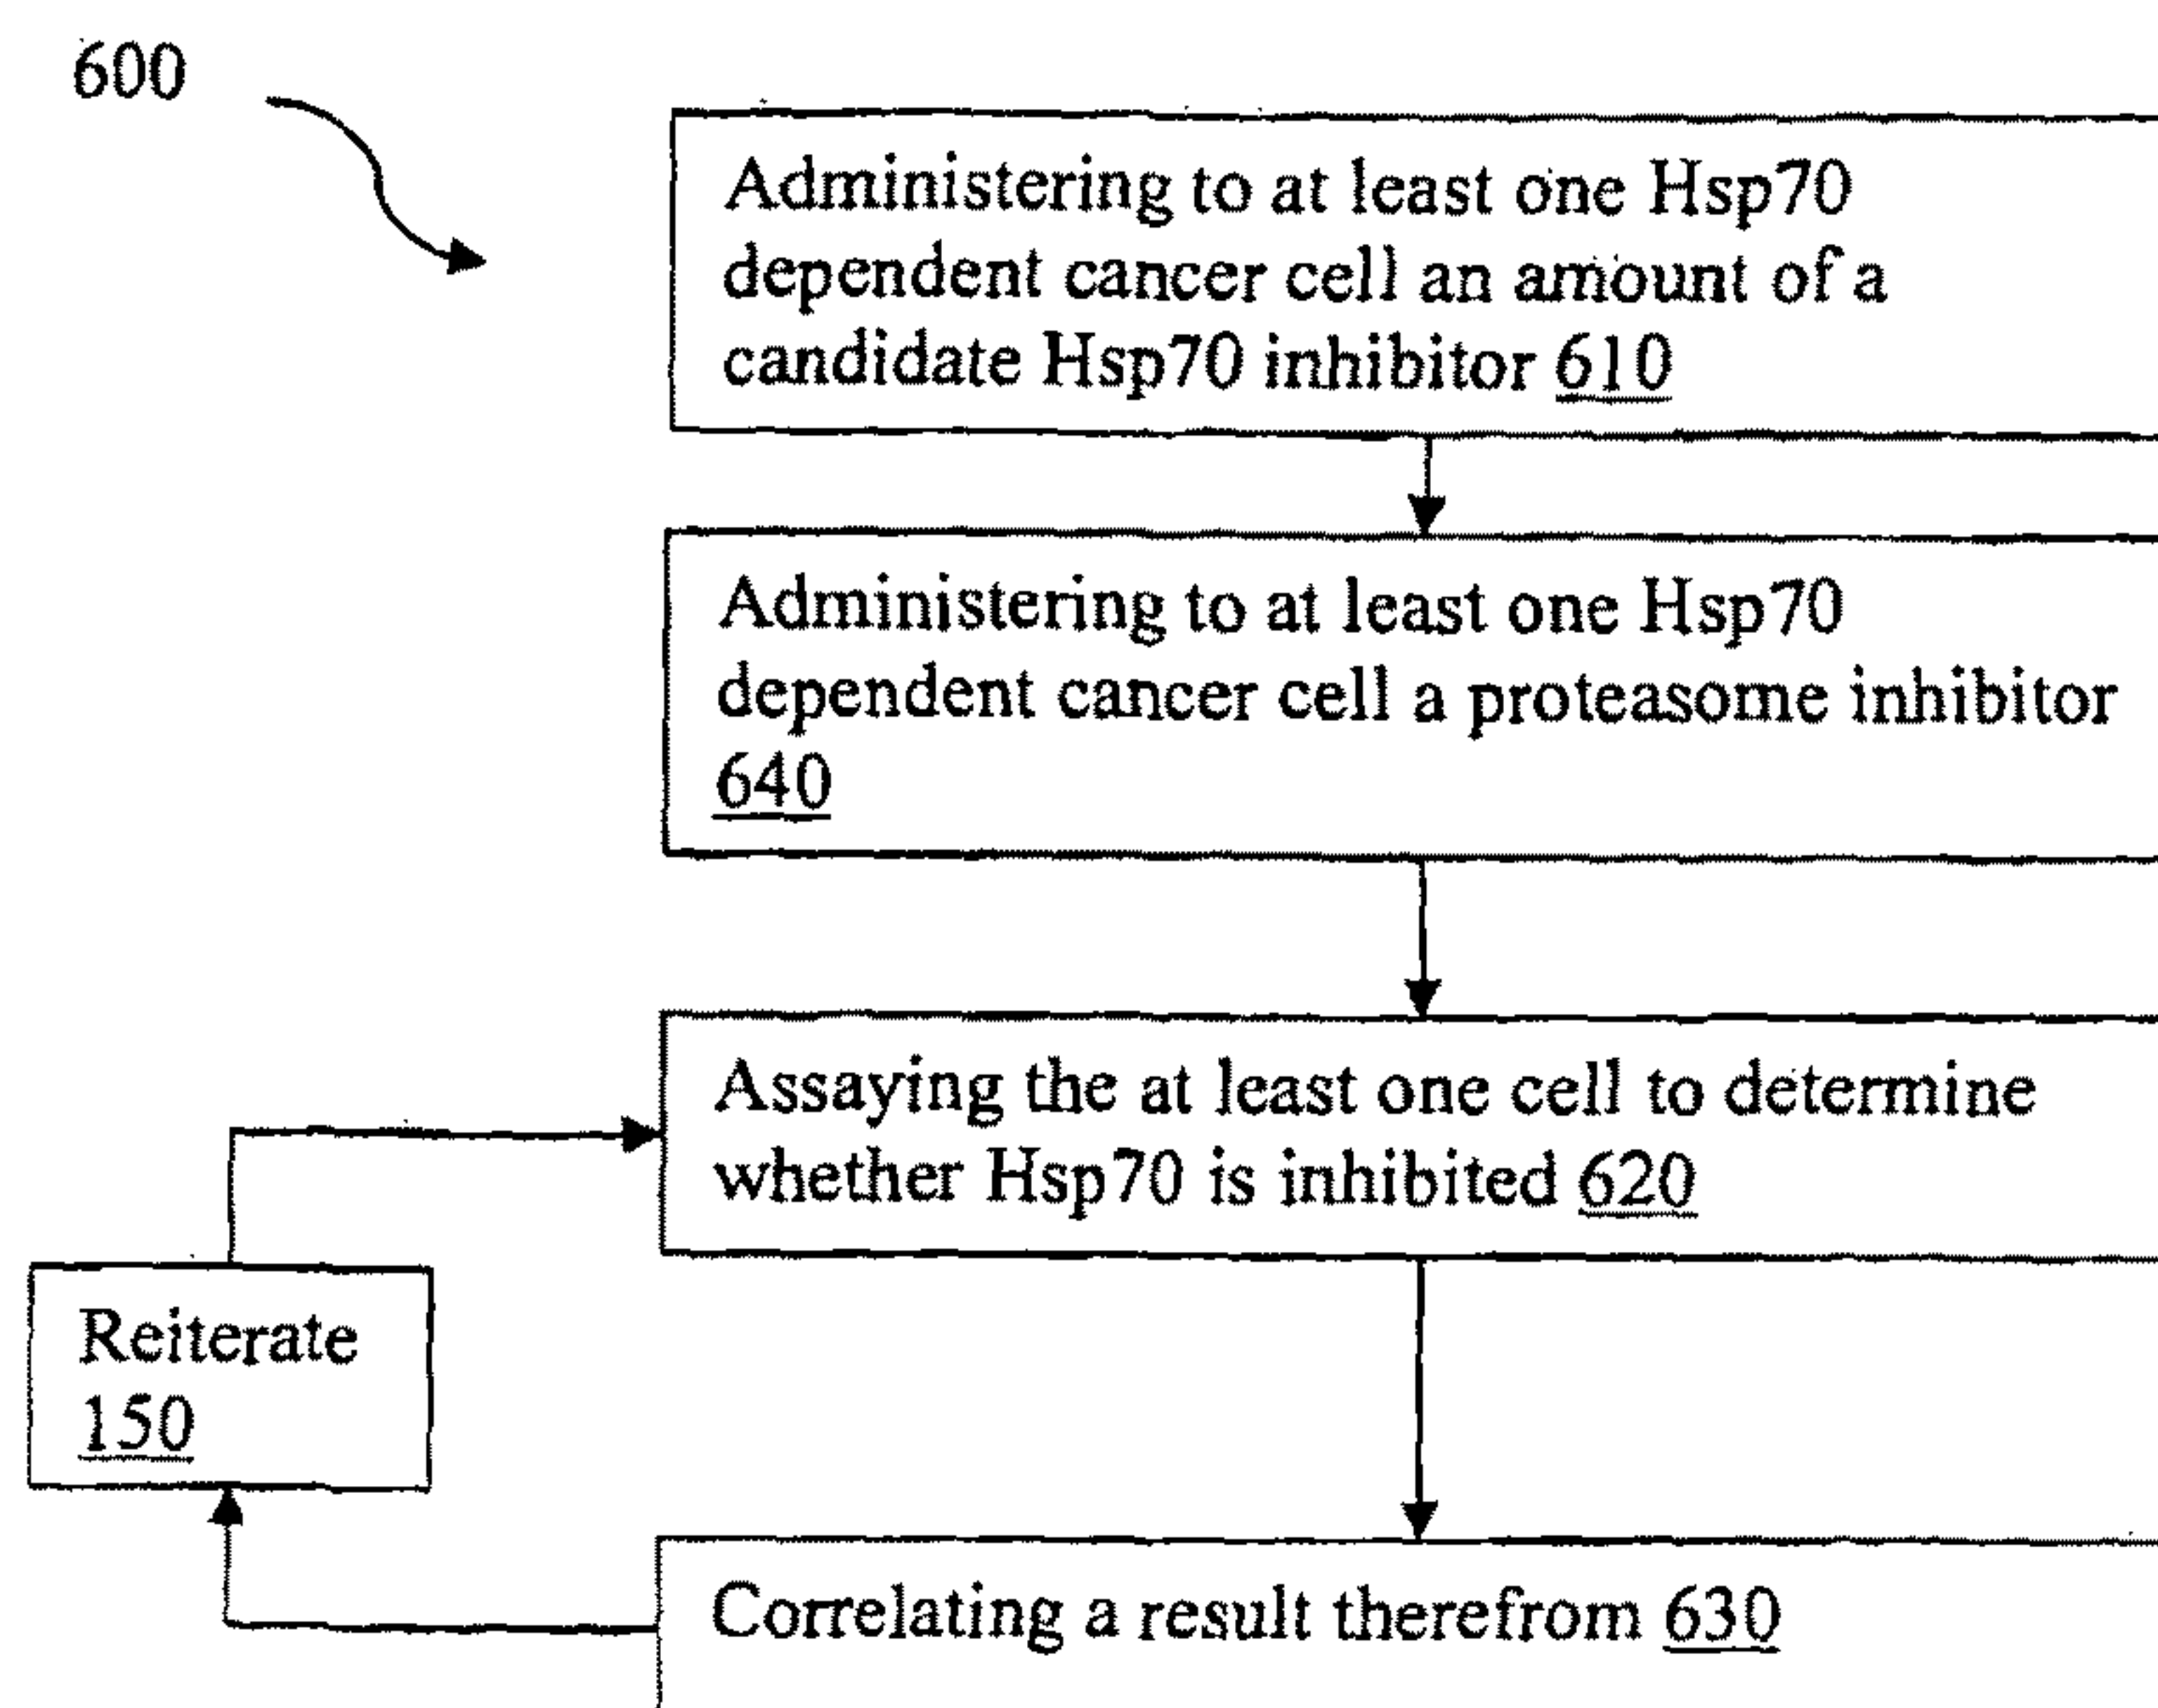 600
Administering to at least one Hsp70
dependent cancer cell an amount of a
candidate Hsp70 inhibitor 610
Administering to at least one Hsp70
dependent cancer cell a proteasome inhibitor
640
Assaying the at least one cell to determine
whether Hsp70 is inhibited 620
Reiterate
150
Correlating a result therefrom 630